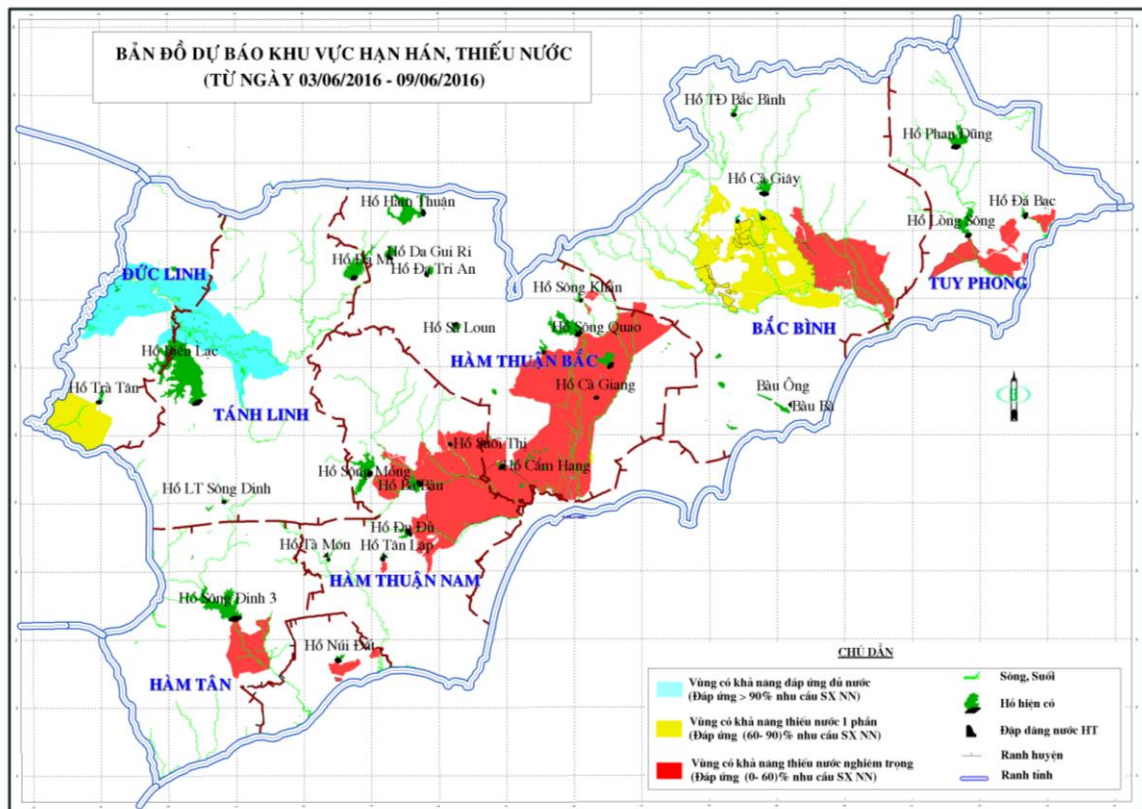 BẢN ĐỒ DỰ BÁO KHU VỰC HẠN HÁN, THIẾU NƯỚC
(TỪ NGÀY 03/06/2016 - 09/06/2016)
Hồ TĐ Bắc Bình
Hồ Phan Dũng
Hồ Cà Giây
Hồ Hàm Thuận
Hồ Đá Bạc
Hồ Lòng Sông
Hồ Da Gui Ri
Hồ Đa Mi
Hồ Đa Tri An
ĐỨC LINH
TUY PHONG
Hồ Sông Khán
Hồ Sa Loun
Hồ Sông Quao
BẮC BÌNH
Hồ Biển Lạc
HÀM THUẬN BẮC
Hồ Trà Tân
Hồ Cà Giang
Bàu Ông
Bàu Bà
TÁNH LINH
Hồ Suối Thị
Hồ Sông Móng
Hồ Cẩm Hang
Hồ Ba Bàu
Hồ LT Sông Dinh
Hồ Đu Đủ
Hồ Tà Món
Hồ Tân Lập
HÀM THUẬN NAM
Hồ Sông Dinh 3
Hồ Núi Đất
HÀM TÂN
CHÚ DẪN
Vùng có khả năng đáp ứng đủ nước
(Đáp ứng > 90% nhu cầu SX NN)
Vùng có khả năng thiếu nước 1 phần
(Đáp ứng (60- 90)% nhu cầu SX NN)
Vùng có khả năng thiếu nước nghiêm trọng
(Đáp ứng (0- 60)% nhu cầu SX NN)
Sông, Suối
Hồ hiện có
Đập dâng nước HT
Ranh huyện
Ranh tỉnh